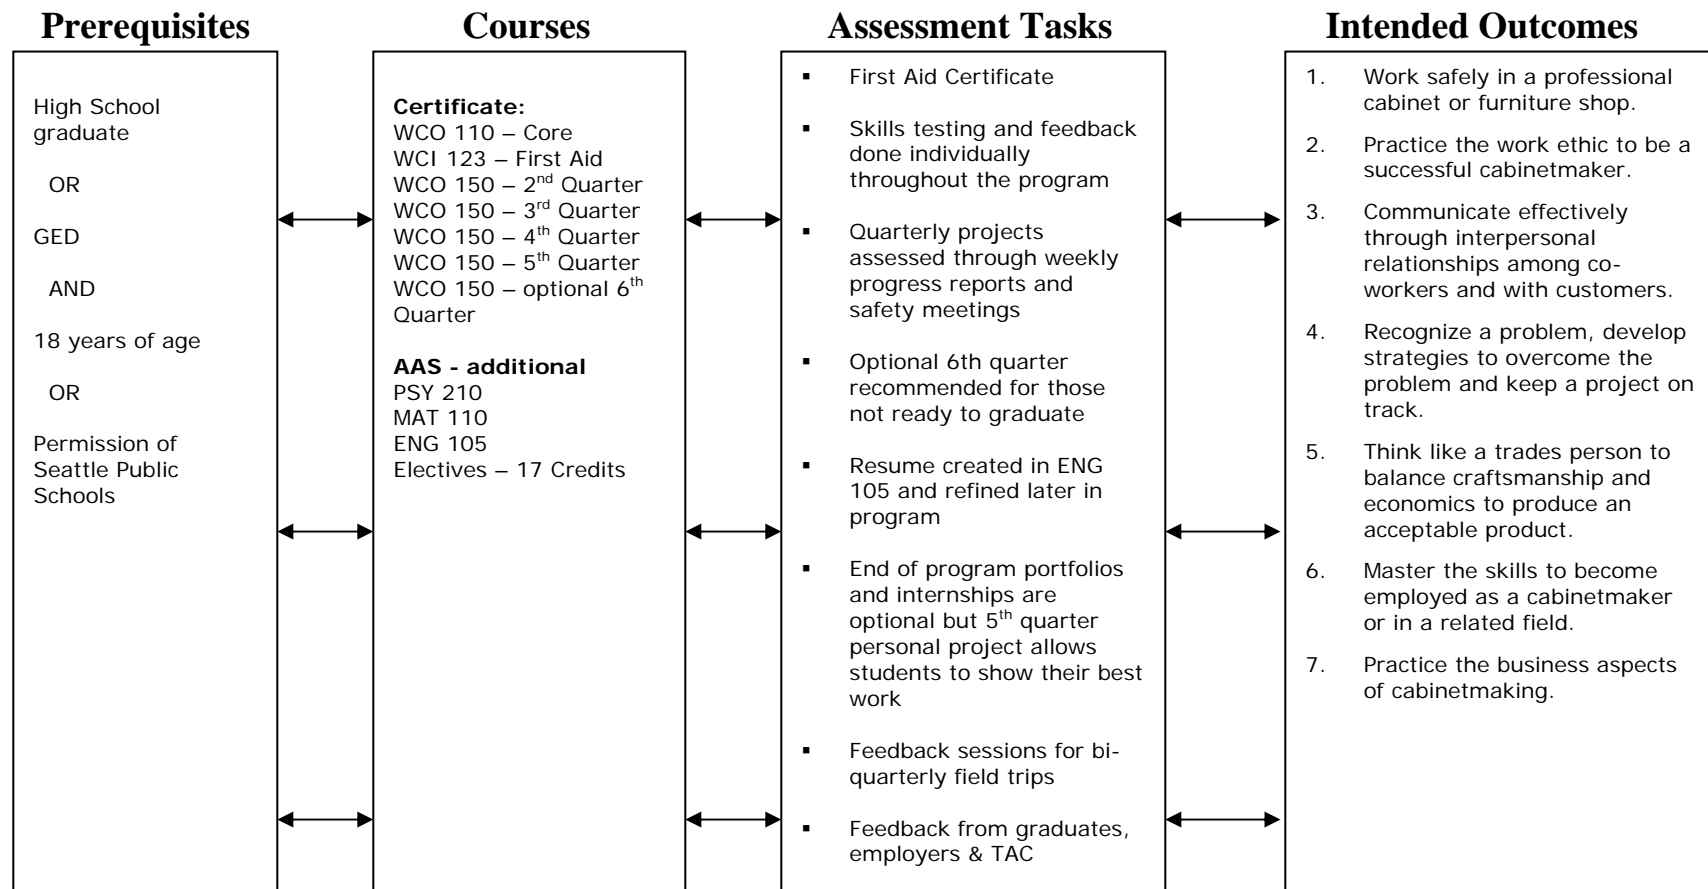 Prerequisites
High School
graduate
OR
GED
AND
18 years of age
OR
Permission of
Seattle Public
Schools
Courses
Certificate:
WCO 110 – Core
WCI 123 – First Aid
WCO 150 – 2nd Quarter
WCO 150 – 3rd Quarter
WCO 150 – 4th Quarter
WCO 150 – 5th Quarter
WCO 150 – optional 6th
Quarter
AAS - additional
PSY 210
MAT 110
ENG 105
Electives – 17 Credits
Assessment Tasks
▪ First Aid Certificate
▪ Skills testing and feedback
done individually
throughout the program
▪ Quarterly projects
assessed through weekly
progress reports and
safety meetings
▪ Optional 6th quarter
recommended for those
not ready to graduate
▪ Resume created in ENG
105 and refined later in
program
▪ End of program portfolios
and internships are
optional but 5th quarter
personal project allows
students to show their best
work
▪ Feedback sessions for bi-
quarterly field trips
▪ Feedback from graduates,
employers & TAC
Intended Outcomes
1. Work safely in a professional
cabinet or furniture shop.
2. Practice the work ethic to be a
successful cabinetmaker.
3. Communicate effectively
through interpersonal
relationships among co-
workers and with customers.
4. Recognize a problem, develop
strategies to overcome the
problem and keep a project on
track.
5. Think like a trades person to
balance craftsmanship and
economics to produce an
acceptable product.
6. Master the skills to become
employed as a cabinetmaker
or in a related field.
7. Practice the business aspects
of cabinetmaking.